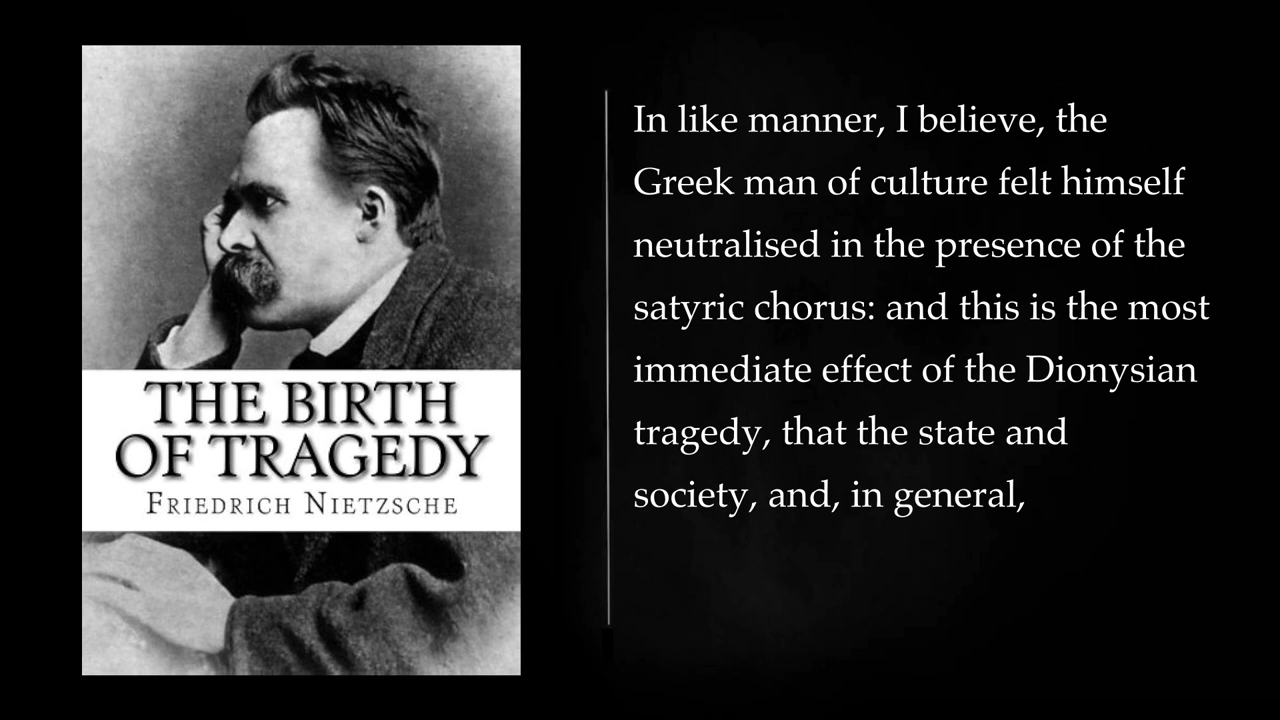 THE BIRTH
OF TRAGEDY
FRIEDRICH NIETZSCHE
In like manner, I believe, the
Greek man of culture felt himself
neutralised in the presence of the
satyric chorus: and this is the most
immediate effect of the Dionysian
tragedy, that the state and
society, and, in general,